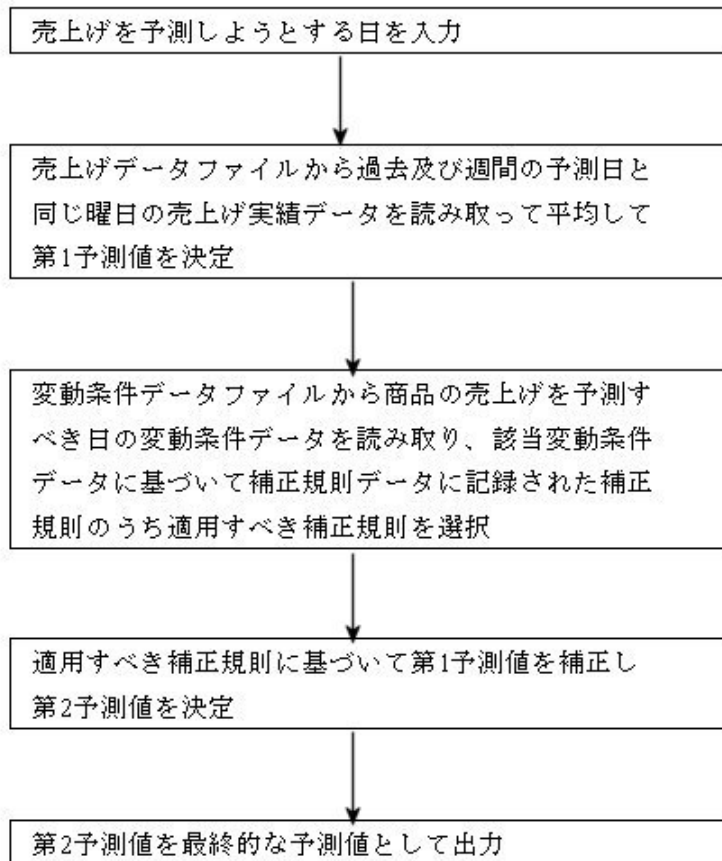 売上げを予測しようとする日を入力
売上げデータファイルから過去及び週間の予測日と
同じ曜日の売上げ実績データを読み取って平均して
第1予測値を決定
変動条件データファイルから商品の売上げを予測す
べき日の変動条件データを読み取り、該当変動条件
データに基づいて補正規則データに記録された補正
規則のうち適用すべき補正規則を選択
適用すべき補正規則に基づいて第1予測値を補正し
第2予測値を決定
第2予測値を最終的な予測値として出力